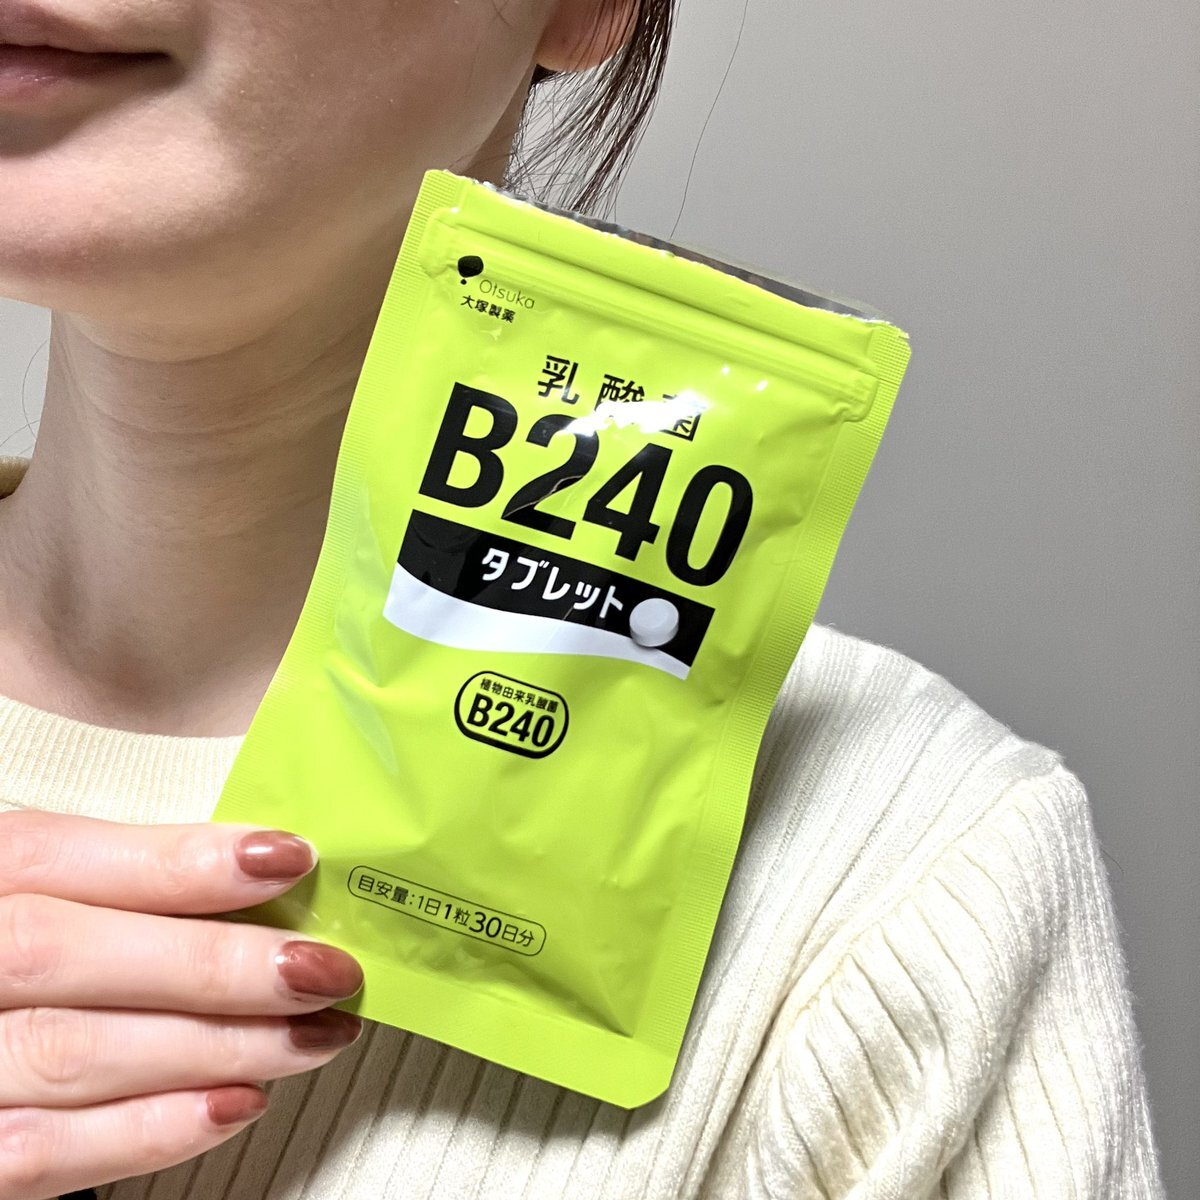 Otsuka
大塚製薬
乳酸菌
B240
タブレット
植物由来乳酸菌
B240
目安量:1日1粒30日分